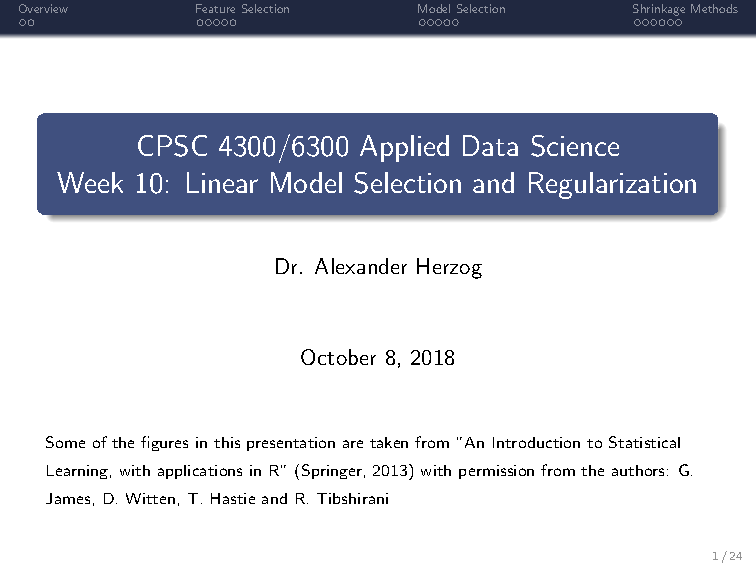 Overview Feature Selection Model Selection Shrinkage Methods
CPSC 4300/6300 Applied Data Science
Week 10: Linear Model Selection and Regularization
Dr. Alexander Herzog
October 8, 2018
Some of the figures in this presentation are taken from "An Introduction to Statistical
Learning, with applications in R" (Springer, 2013) with permission from the authors: G.
James, D. Witten, T. Hastie and R. Tibshirani
1 / 24